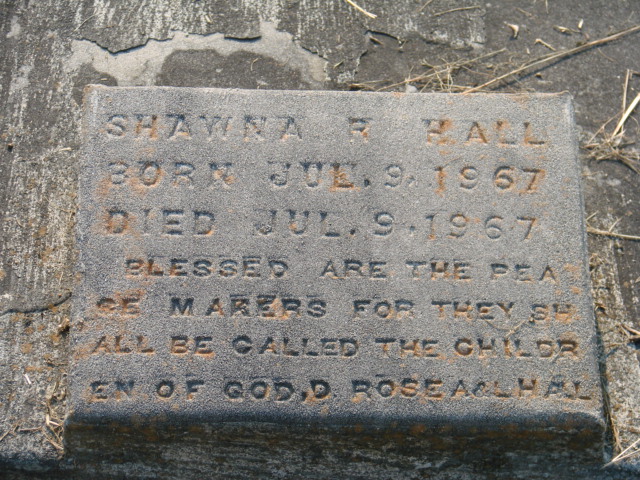 SHAWNA R HALL
BORN JUL. 9. 1967
DIED JUL. 9. 1967
BLESSED ARE THE PEA
CE MAKERS FOR THEY SH
ALL BE CALLED THE CHILDR
EN OF GOD, D ROSE A & L HAL